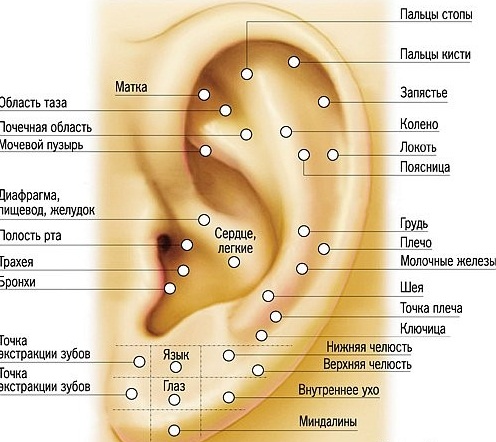 Пальцы стопы
Пальцы кисти
Матка
Запястье
Область таза
Почечная область
Колено
Мочевой пузырь
Локоть
Поясница
Диафрагма,
пищевод, желудок
Сердце,
легкие
Грудь
Полость рта
Плечо
Трахея
Молочные железы
Бронхи
Шея
Точка плеча
Ключица
Точка
экстракции зубов
Язык
Нижняя челюсть
Верхняя челюсть
Точка
экстракции зубов
Глаз
Внутреннее ухо
Миндалины